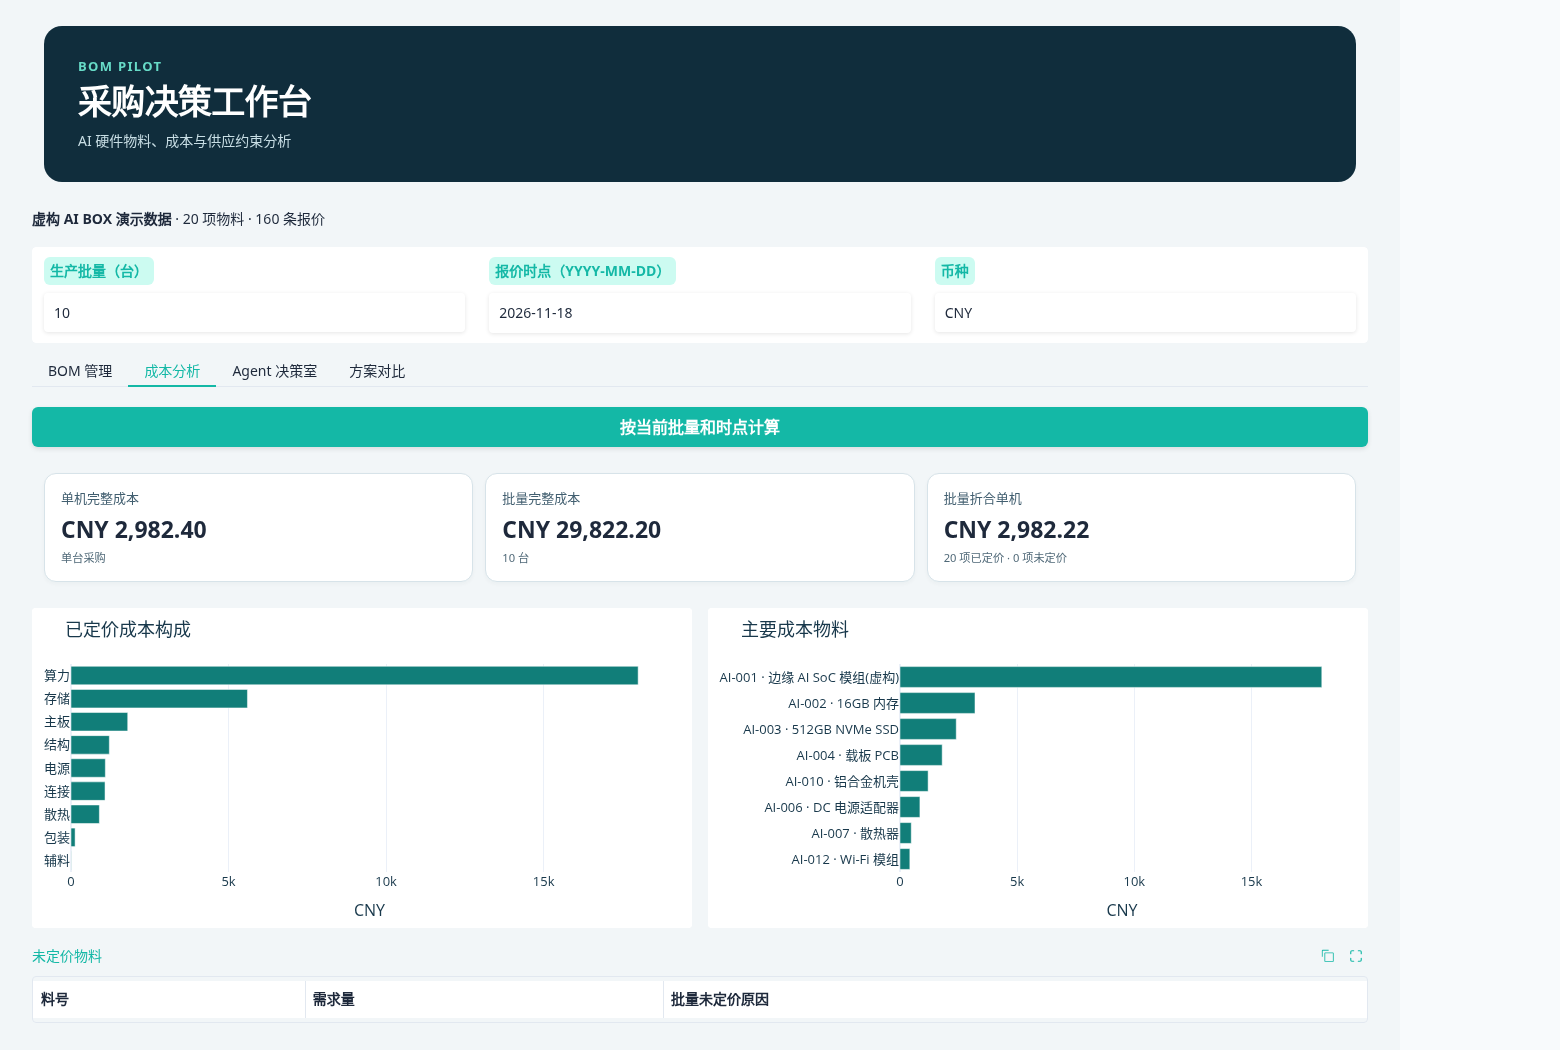 BOM PILOT
采购决策工作台
AI 硬件物料、成本与供应约束分析
虚构 AI BOX 演示数据 · 20 项物料 · 160 条报价
生产批量（台）
报价时点（YYYY-MM-DD）
币种
10
2026-11-18
CNY
BOM 管理
成本分析
Agent 决策室
方案对比
按当前批量和时点计算
单机完整成本
CNY 2,982.40
单台采购
批量完整成本
CNY 29,822.20
10 台
批量折合单机
CNY 2,982.22
20 项已定价 · 0 项未定价
已定价成本构成
算力
存储
主板
结构
电源
连接
散热
包装
辅料
0 5k 10k 15k
CNY
主要成本物料
AI-001 · 边缘 AI SoC 模组(虚构)
AI-002 · 16GB 内存
AI-003 · 512GB NVMe SSD
AI-004 · 载板 PCB
AI-010 · 铝合金机壳
AI-006 · DC 电源适配器
AI-007 · 散热器
AI-012 · Wi-Fi 模组
0 5k 10k 15k
CNY
未定价物料
料号
需求量
批量未定价原因